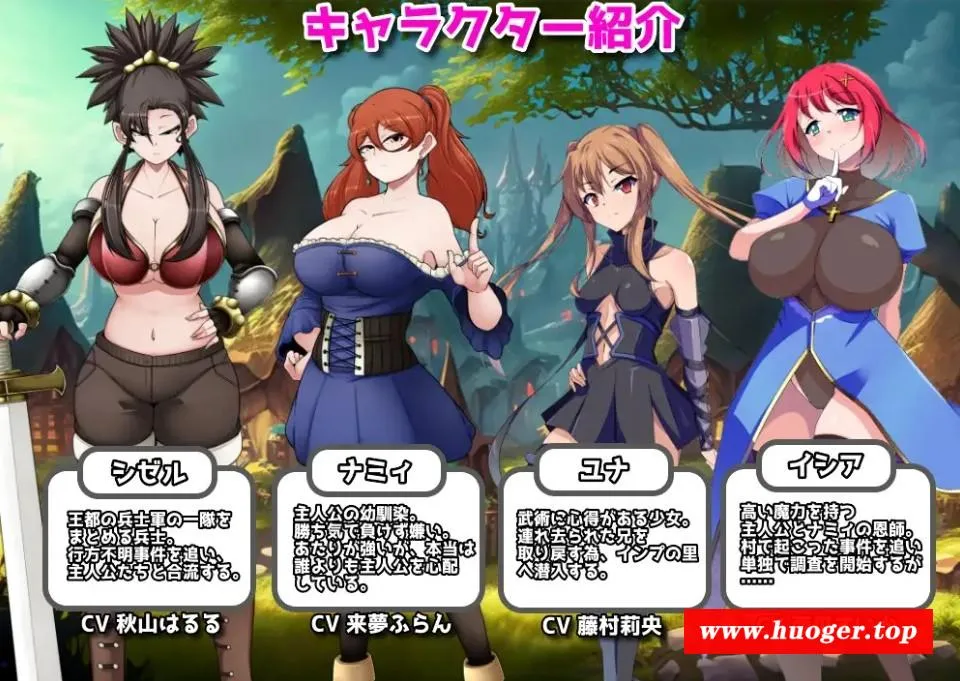 キャラクター紹介
シゼル
王都の兵士軍の一隊を
まとめる兵士。
行方不明事件を追い、
主人公たちと合流する。
CV 秋山はるる
ナミィ
主人公の幼馴染。
勝ち気で負けず嫌い。
あたりが強いが、本当は
誰よりも主人公を心配
している。
CV 来夢ふらん
ユナ
武術に心得がある少女。
連れ去られた兄を
取り戻す為、インプの里
へ潜入する。
CV 藤村莉央
イシア
高い魔力を持つ
主人公とナミィの恩師。
村で起こった事件を追い
単独で調査を開始するが
……
www.huoger.top